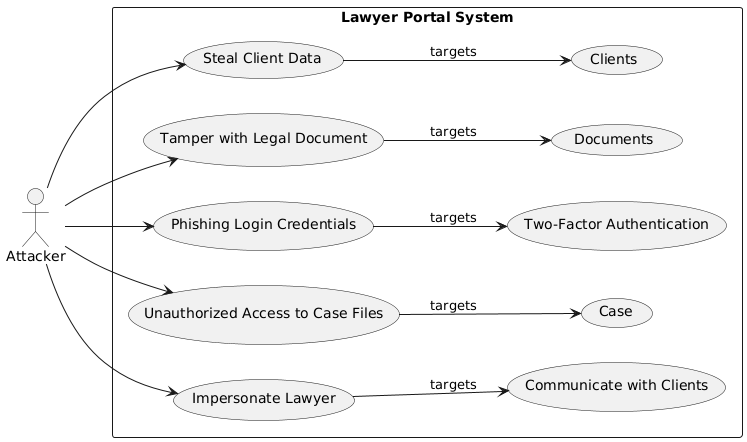 Lawyer Portal System
Steal Client Data
targets
Clients
Tamper with Legal Document
targets
Documents
Phishing Login Credentials
targets
Two-Factor Authentication
Attacker
Unauthorized Access to Case Files
targets
Case
Impersonate Lawyer
targets
Communicate with Clients